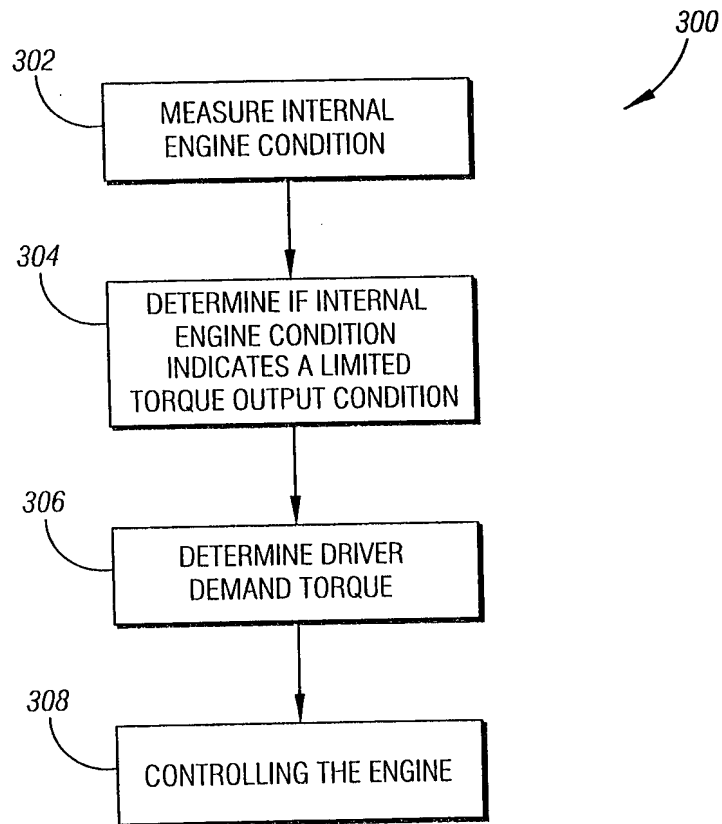 300
302
MEASURE INTERNAL
ENGINE CONDITION
304
DETERMINE IF INTERNAL
ENGINE CONDITION
INDICATES A LIMITED
TORQUE OUTPUT CONDITION
306
DETERMINE DRIVER
DEMAND TORQUE
308
CONTROLLING THE ENGINE